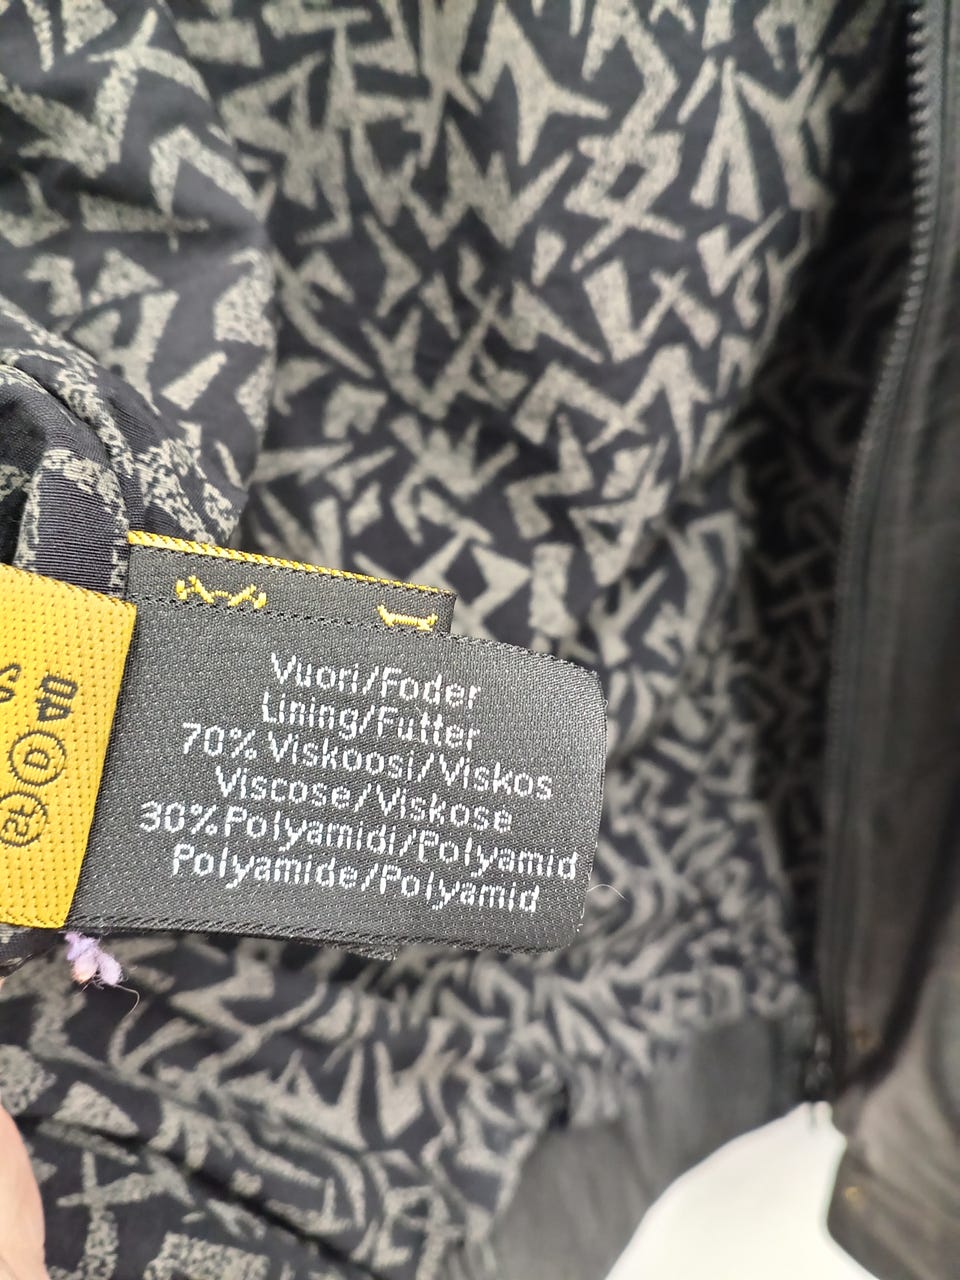 Vuori/Foder
Lining/Futter
70% Viskoosi/Viskos
Viscose/Viskose
30%Polyamidi/Polyamid
Polyamide/Polyamid